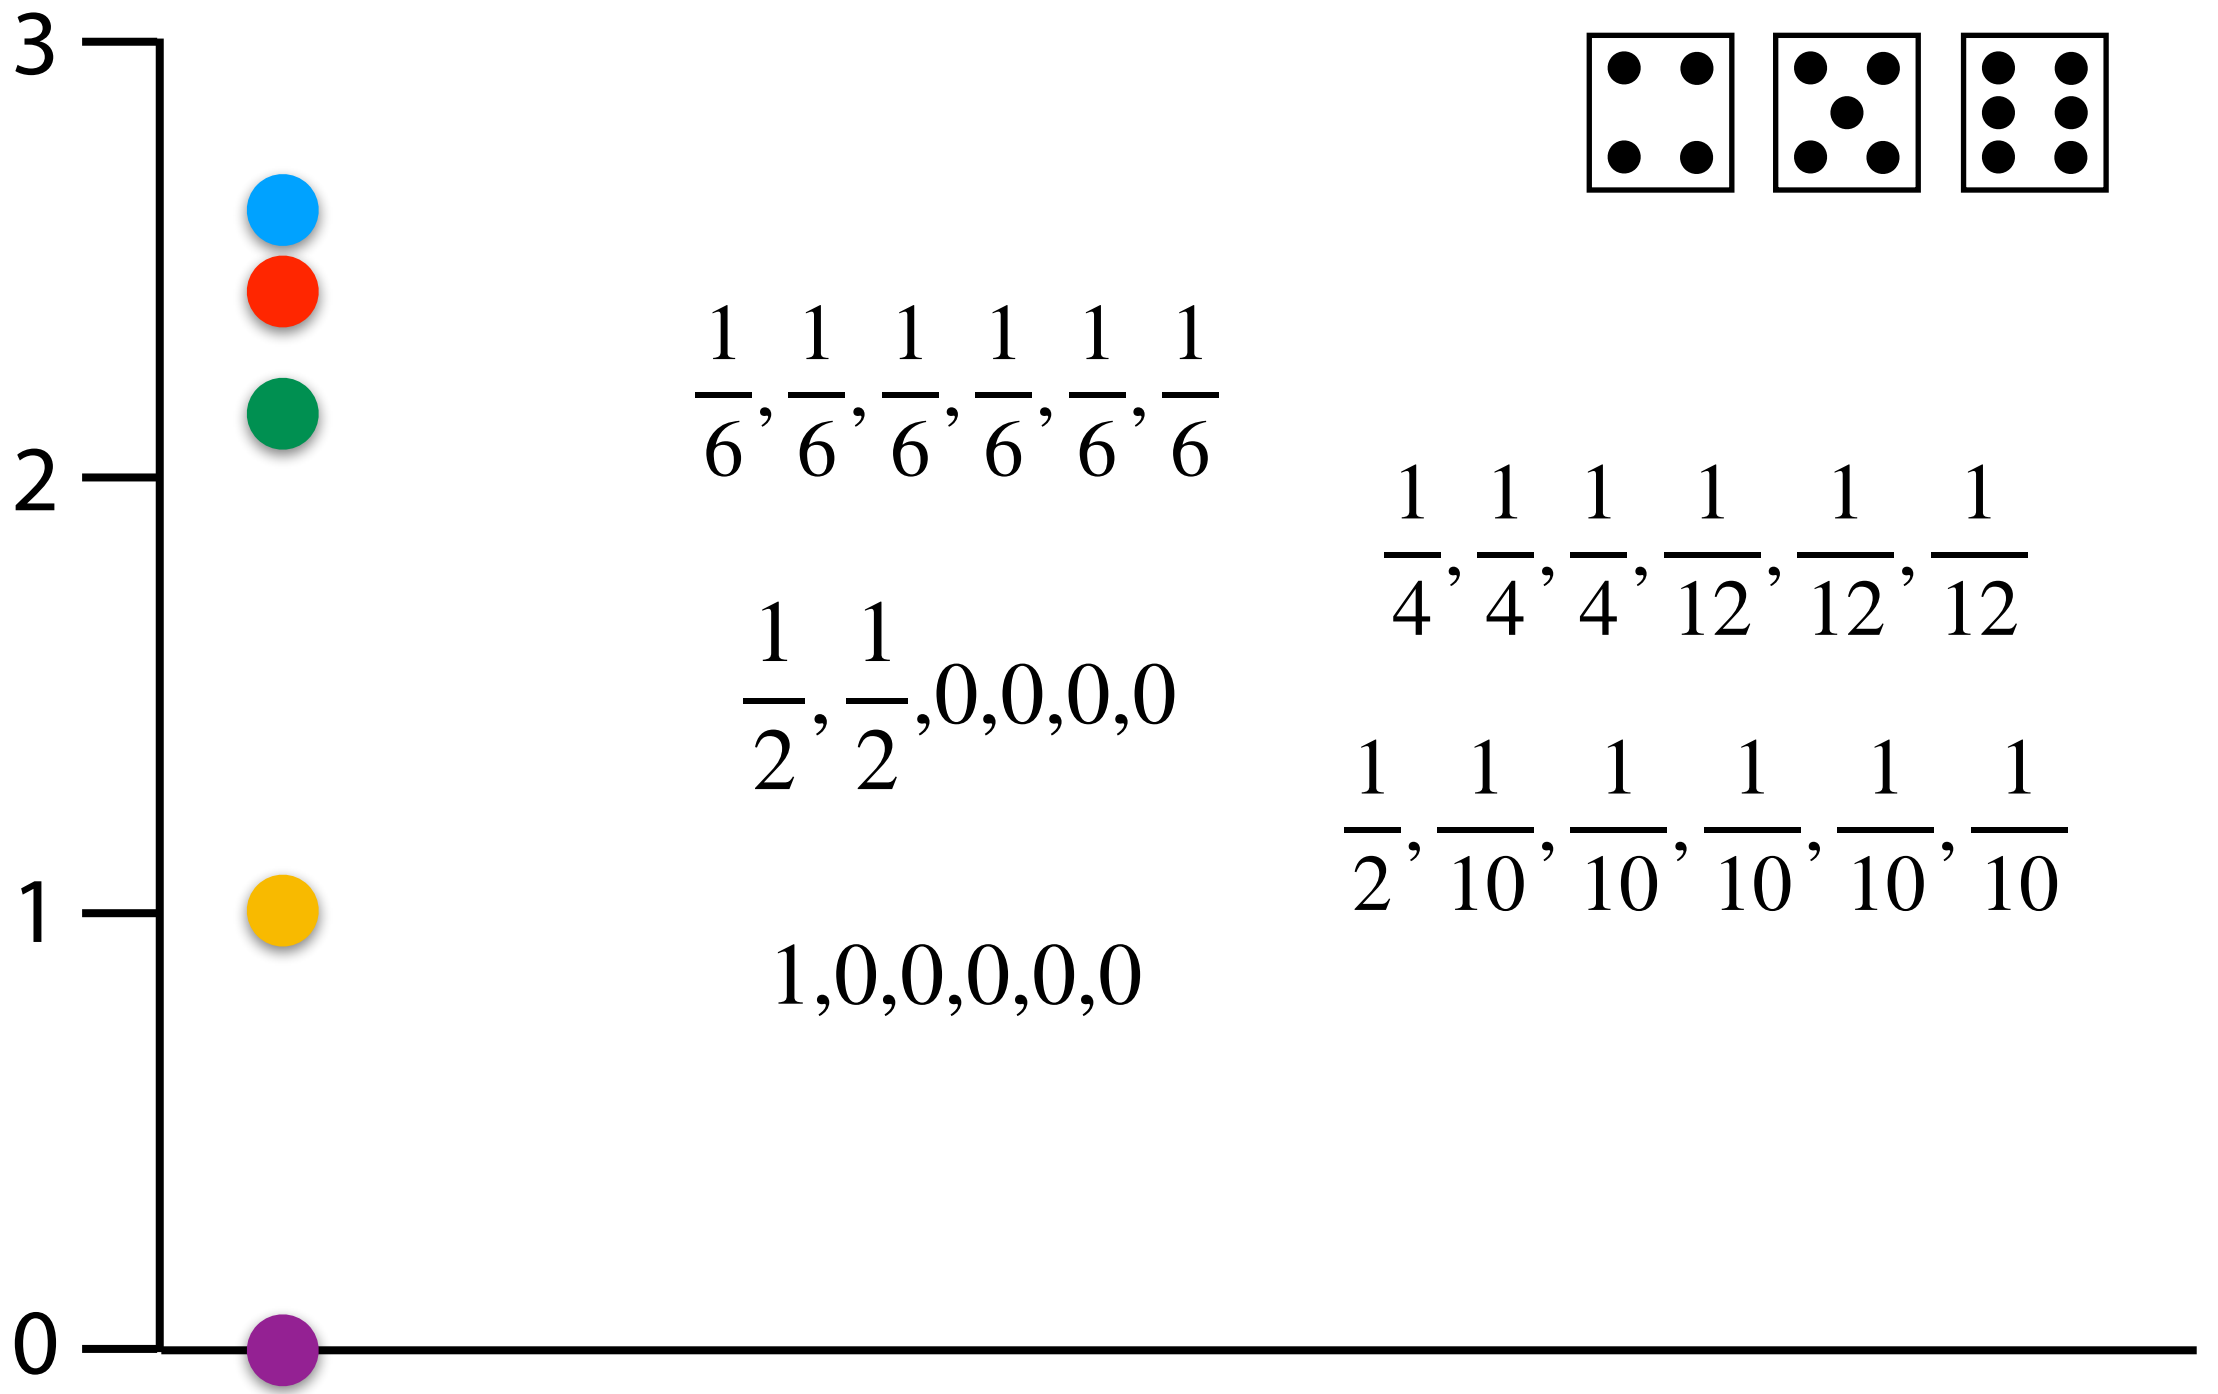 3
2
1
0
1/6, 1/6, 1/6, 1/6, 1/6, 1/6
1/2, 1/2, 0,0,0,0
1,0,0,0,0,0
1/4, 1/4, 1/4, 1/12, 1/12, 1/12
1/2, 1/10, 1/10, 1/10, 1/10, 1/10